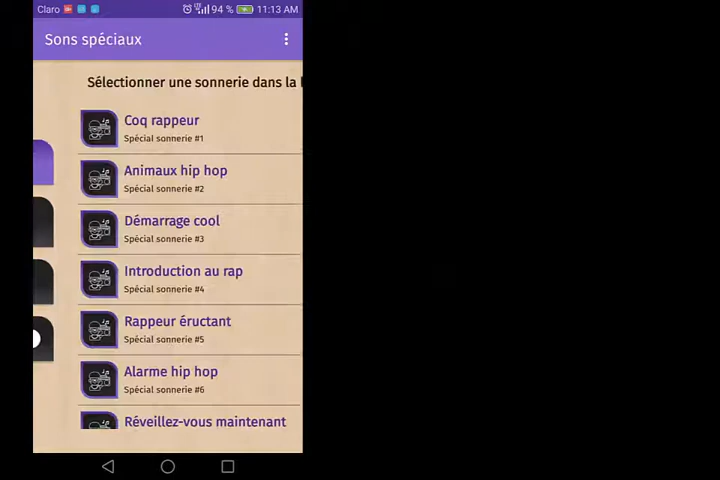 Claro 94 % 11:13 AM
Sons spéciaux
Sélectionner une sonnerie dans la
Coq rappeur
Spécial sonnerie #1
Animaux hip hop
Spécial sonnerie #2
Démarrage cool
Spécial sonnerie #3
Introduction au rap
Spécial sonnerie #4
Rappeur éructant
Spécial sonnerie #5
Alarme hip hop
Spécial sonnerie #6
Réveillez-vous maintenant